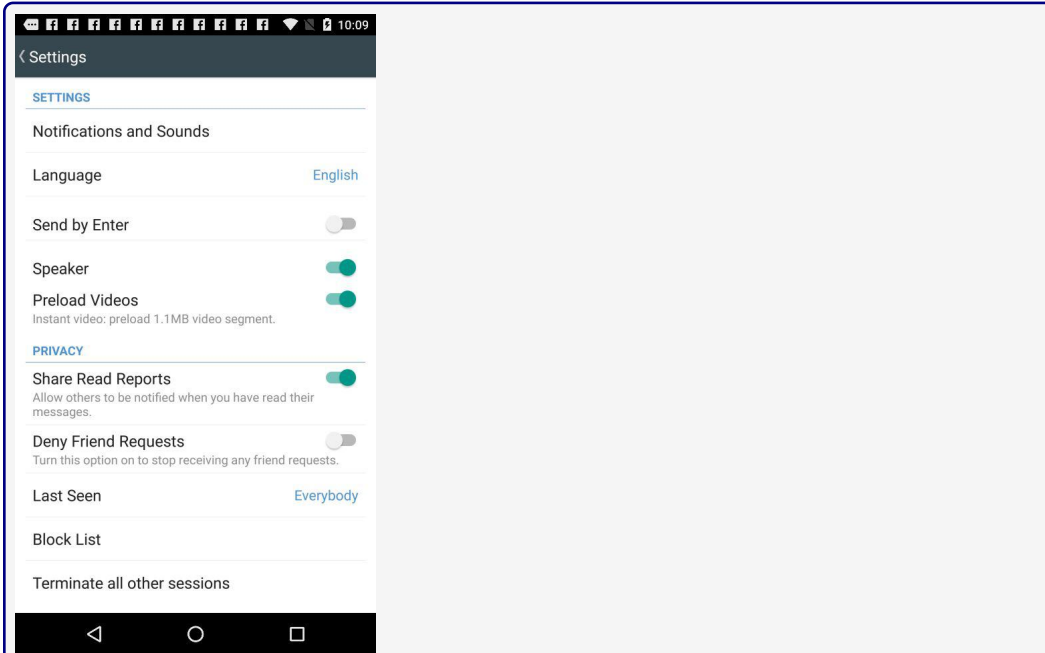 10:09
Settings
SETTINGS
Notifications and Sounds
Language English
Send by Enter
Speaker
Preload Videos
Instant video: preload 1.1MB video segment.
PRIVACY
Share Read Reports
Allow others to be notified when you have read their
messages.
Deny Friend Requests
Turn this option on to stop receiving any friend requests.
Last Seen Everybody
Block List
Terminate all other sessions